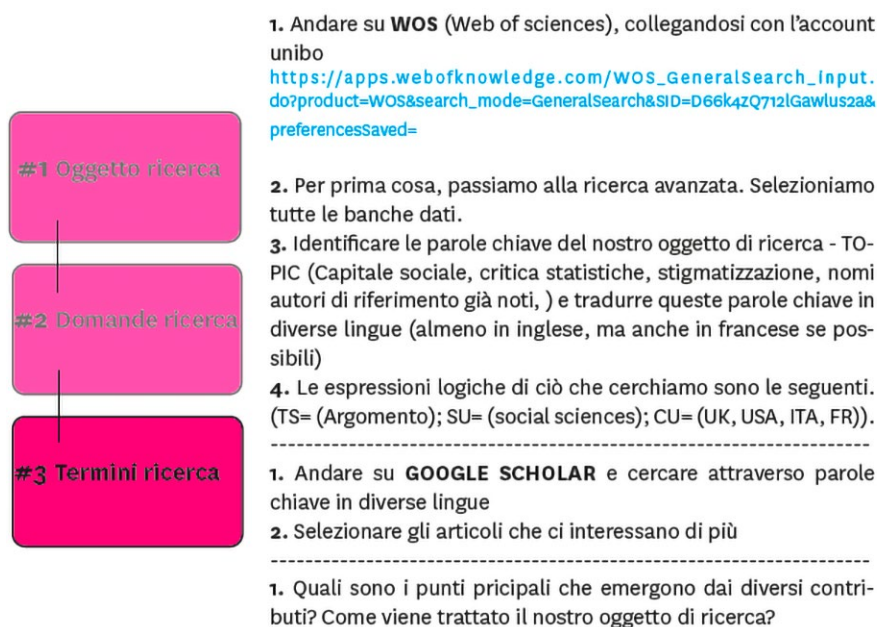 #1 Oggetto ricerca
#2 Domande ricerca
#3 Termini ricerca
1. Andare su WOS (Web of sciences), collegandosi con l'account
unibo
https://apps.webofknowledge.com/WOS_GeneralSearch_input.
do?product=WOS&search_mode=GeneralSearch&SID=D66k4zQ712lGawlus2a&
preferencesSaved=
2. Per prima cosa, passiamo alla ricerca avanzata. Selezioniamo
tutte le banche dati.
3. Identificare le parole chiave del nostro oggetto di ricerca - TO-
PIC (Capitale sociale, critica statistiche, stigmatizzazione, nomi
autori di riferimento già noti, ) e tradurre queste parole chiave in
diverse lingue (almeno in inglese, ma anche in francese se pos-
sibili)
4. Le espressioni logiche di ciò che cerchiamo sono le seguenti.
(TS= (Argomento); SU= (social sciences); CU= (UK, USA, ITA, FR)).
----------------------------------------------------------------------
1. Andare su GOOGLE SCHOLAR e cercare attraverso parole
chiave in diverse lingue
2. Selezionare gli articoli che ci interessano di più
----------------------------------------------------------------------
1. Quali sono i punti pricipali che emergono dai diversi contri-
buti? Come viene trattato il nostro oggetto di ricerca?